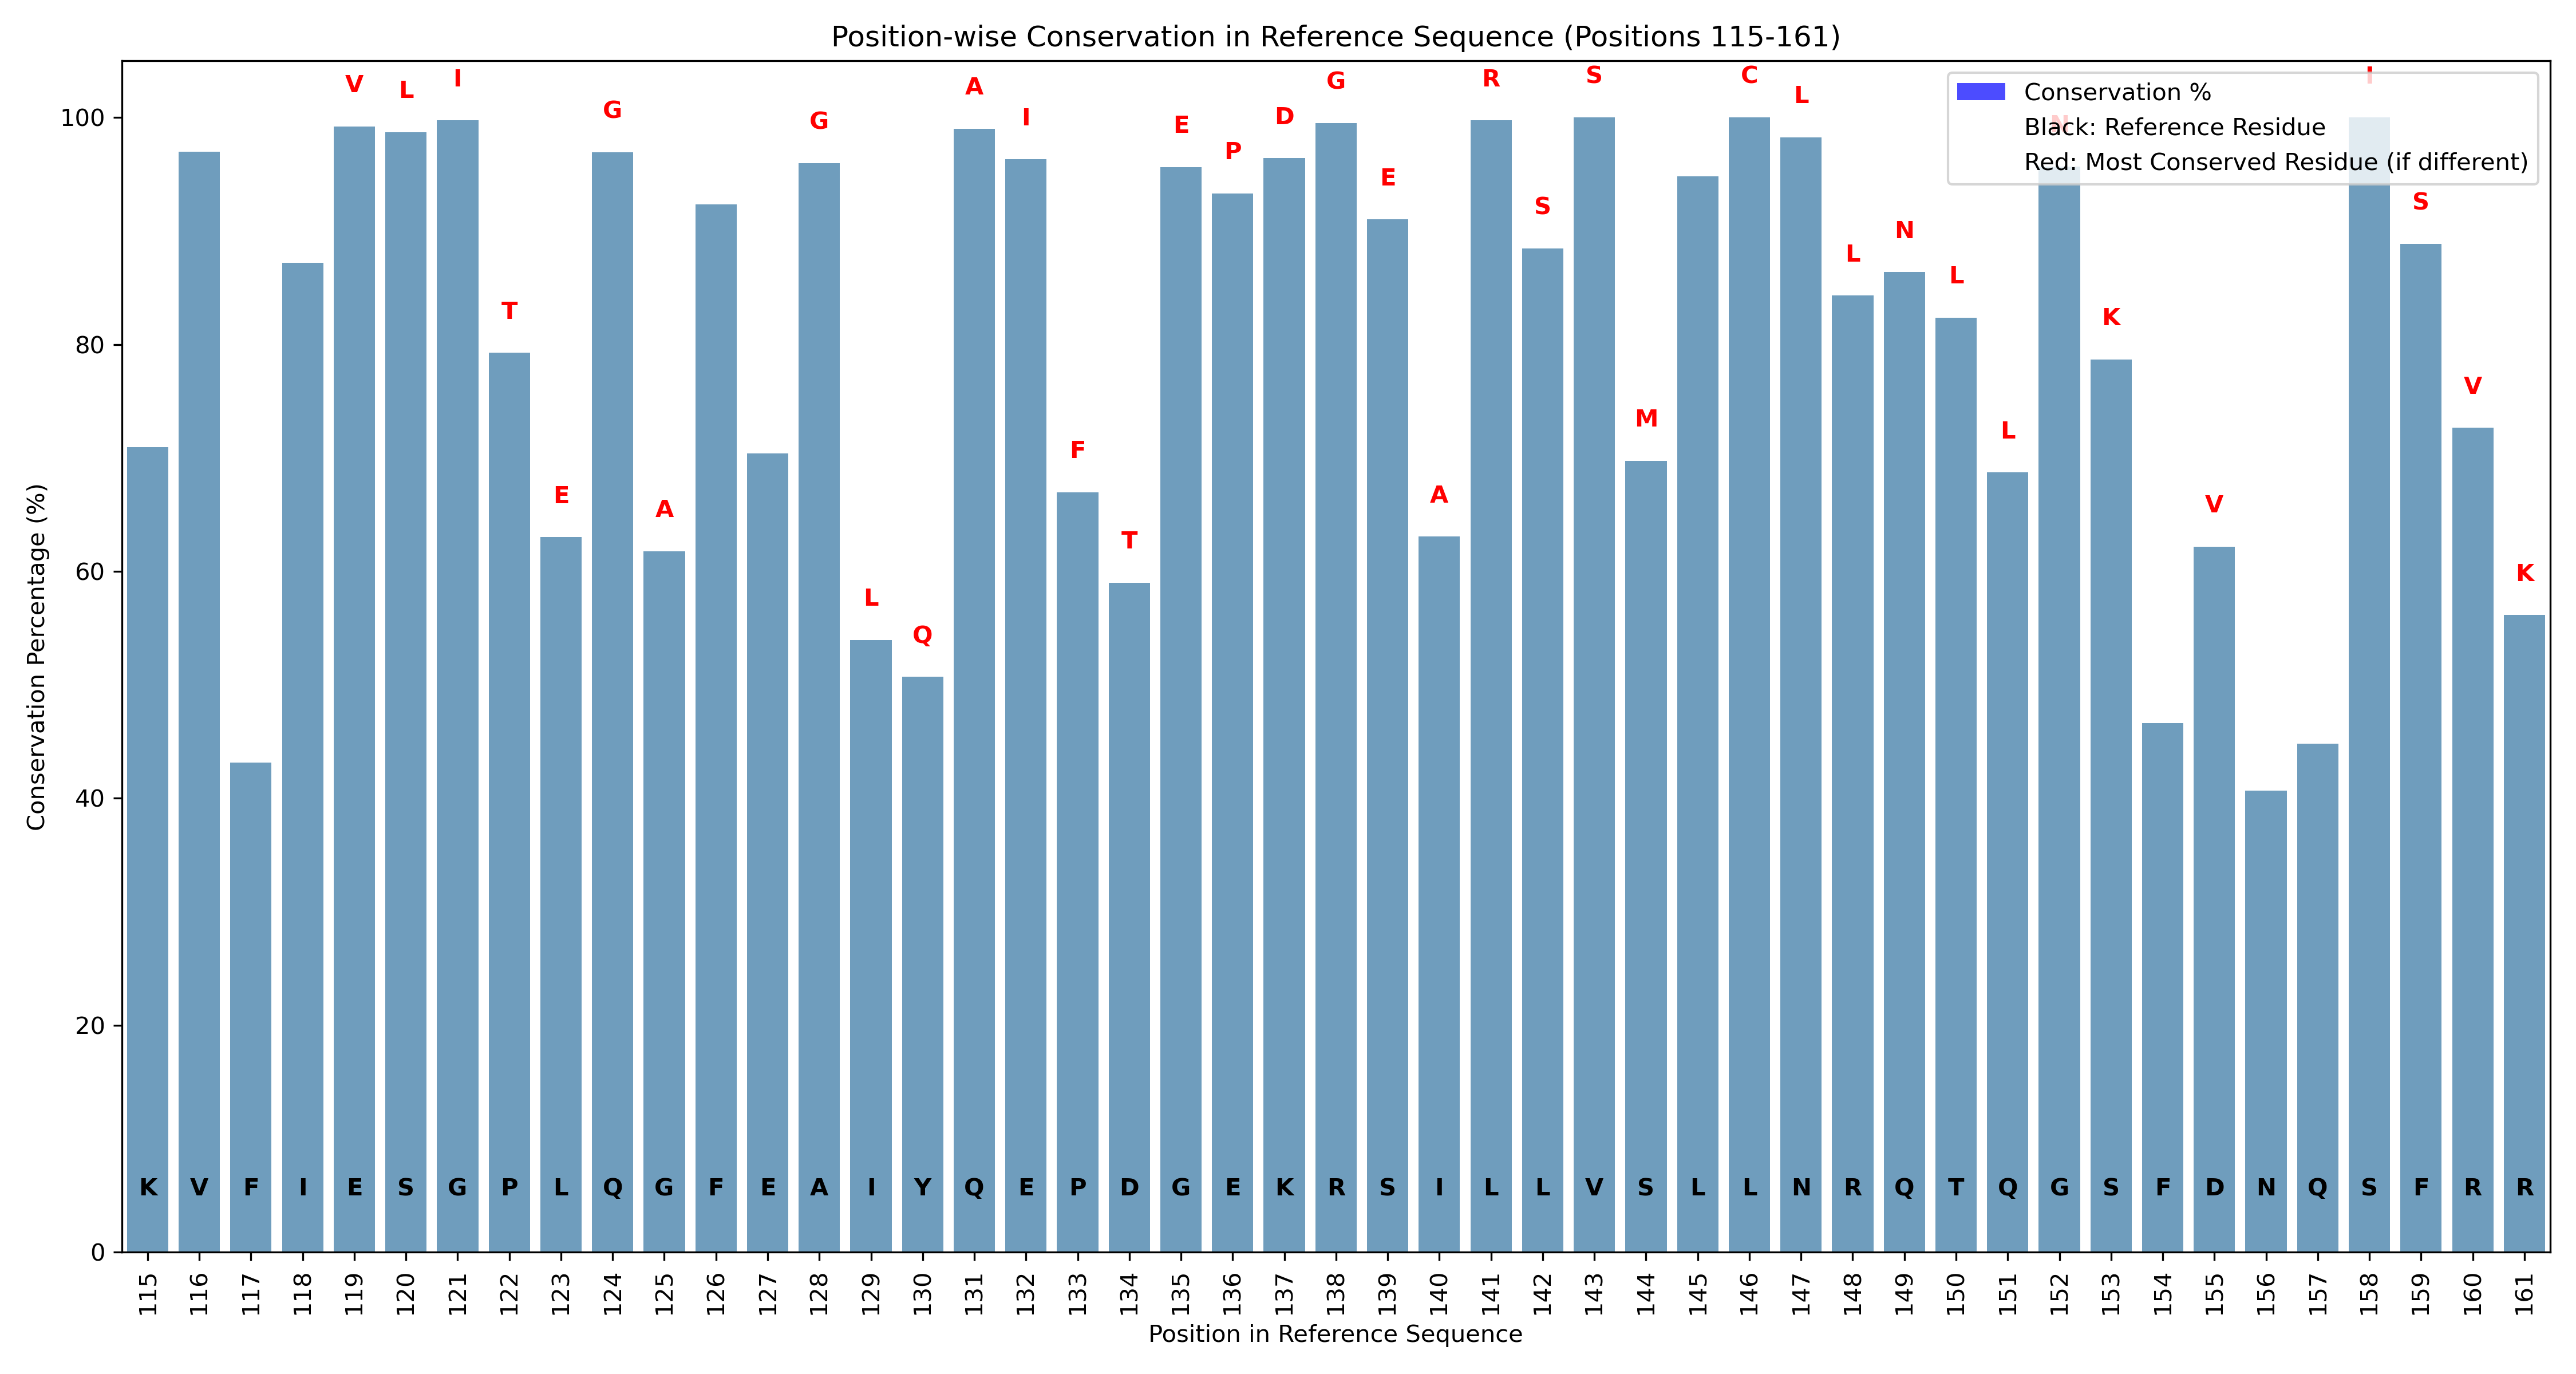 Position-wise Conservation in Reference Sequence (Positions 115-161)
Conservation %
Black: Reference Residue
Red: Most Conserved Residue (if different)
V L I T E G A G L Q A I F T E P D G E A R S S M C L L N L L N K V S V K
Conservation Percentage (%)
100
80
60
40
20
0
K V F I E S G P L Q G F E A I Y Q E P D G E K R S I L L V S L L N R Q T Q G S F D N Q S F R R
115 116 117 118 119 120 121 122 123 124 125 126 127 128 129 130 131 132 133 134 135 136 137 138 139 140 141 142 143 144 145 146 147 148 149 150 151 152 153 154 155 156 157 158 159 160 161
Position in Reference Sequence